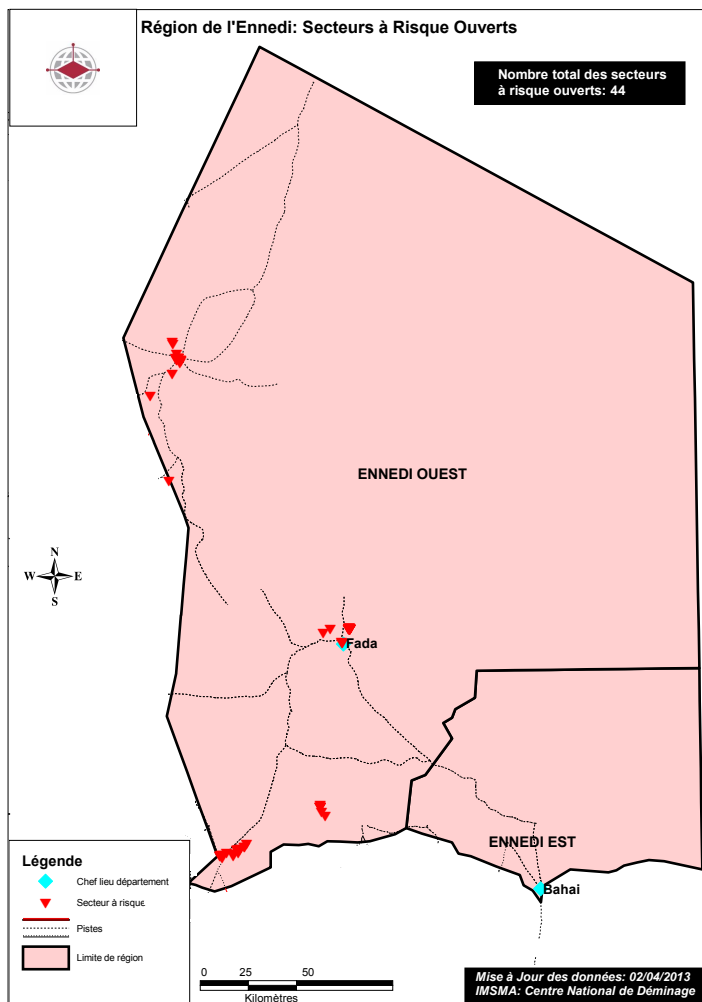 Région de l'Ennedi: Secteurs à Risque Ouverts
Nombre total des secteurs
à risque ouverts: 44
ENNEDI OUEST
N
W E
S
Fada
ENNEDI EST
Bahai
Légende
Chef lieu département
Secteur à risque
Pistes
Limite de région
0 25 50
Kilomètres
Mise à Jour des données: 02/04/2013
IMSMA: Centre National de Déminage